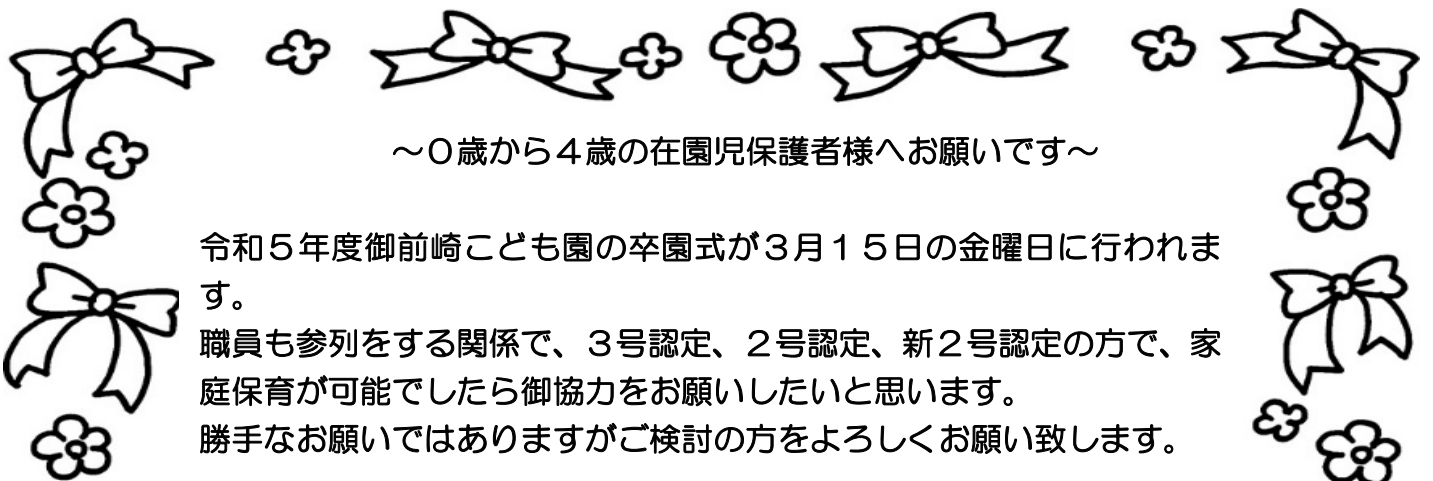 ～０歳から４歳の在園児保護者様へお願いです～
令和５年度御前崎こども園の卒園式が３月１５日の金曜日に行われま
す。
職員も参列をする関係で、３号認定、２号認定、新２号認定の方で、家
庭保育が可能でしたら御協力をお願いしたいと思います。
勝手なお願いではありますがご検討の方をよろしくお願い致します。